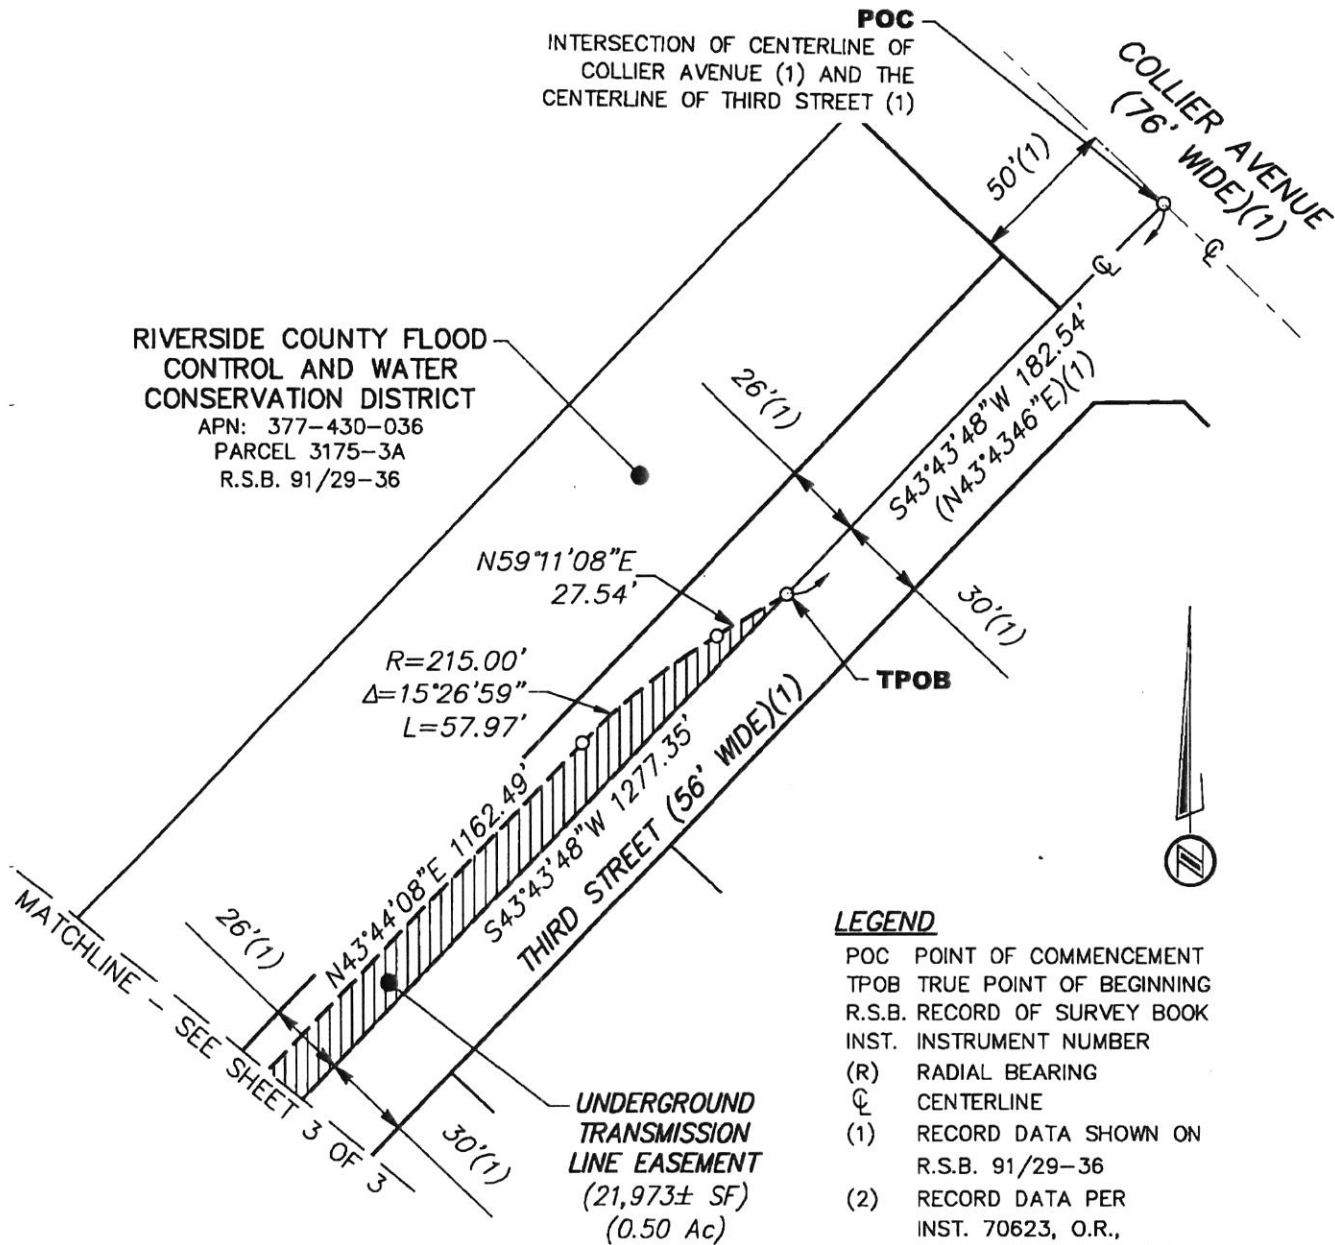 POC
INTERSECTION OF CENTERLINE OF
COLLIER AVENUE (1) AND THE
CENTERLINE OF THIRD STREET (1)
COLLIER AVENUE
(76' WIDE)(1)
50'(1)
℄
℄
RIVERSIDE COUNTY FLOOD
CONTROL AND WATER
CONSERVATION DISTRICT
APN: 377-430-036
PARCEL 3175-3A
R.S.B. 91/29-36
26'(1)
S43°43'48"W 182.54'
(N43°4346"E)(1)
N59°11'08"E
27.54'
30'(1)
R=215.00'
Δ=15°26'59"
L=57.97'
TPOB
N43°44'08"E 1162.49'
S43°43'48"W 1277.35'
THIRD STREET (56' WIDE)(1)
26'(1)
30'(1)
MATCHLINE - SEE SHEET 3 OF 3
UNDERGROUND
TRANSMISSION
LINE EASEMENT
(21,973± SF)
(0.50 Ac)
N
LEGEND
POC POINT OF COMMENCEMENT
TPOB TRUE POINT OF BEGINNING
R.S.B. RECORD OF SURVEY BOOK
INST. INSTRUMENT NUMBER
(R) RADIAL BEARING
℄ CENTERLINE
(1) RECORD DATA SHOWN ON
R.S.B. 91/29-36
(2) RECORD DATA PER
INST. 70623, O.R.,